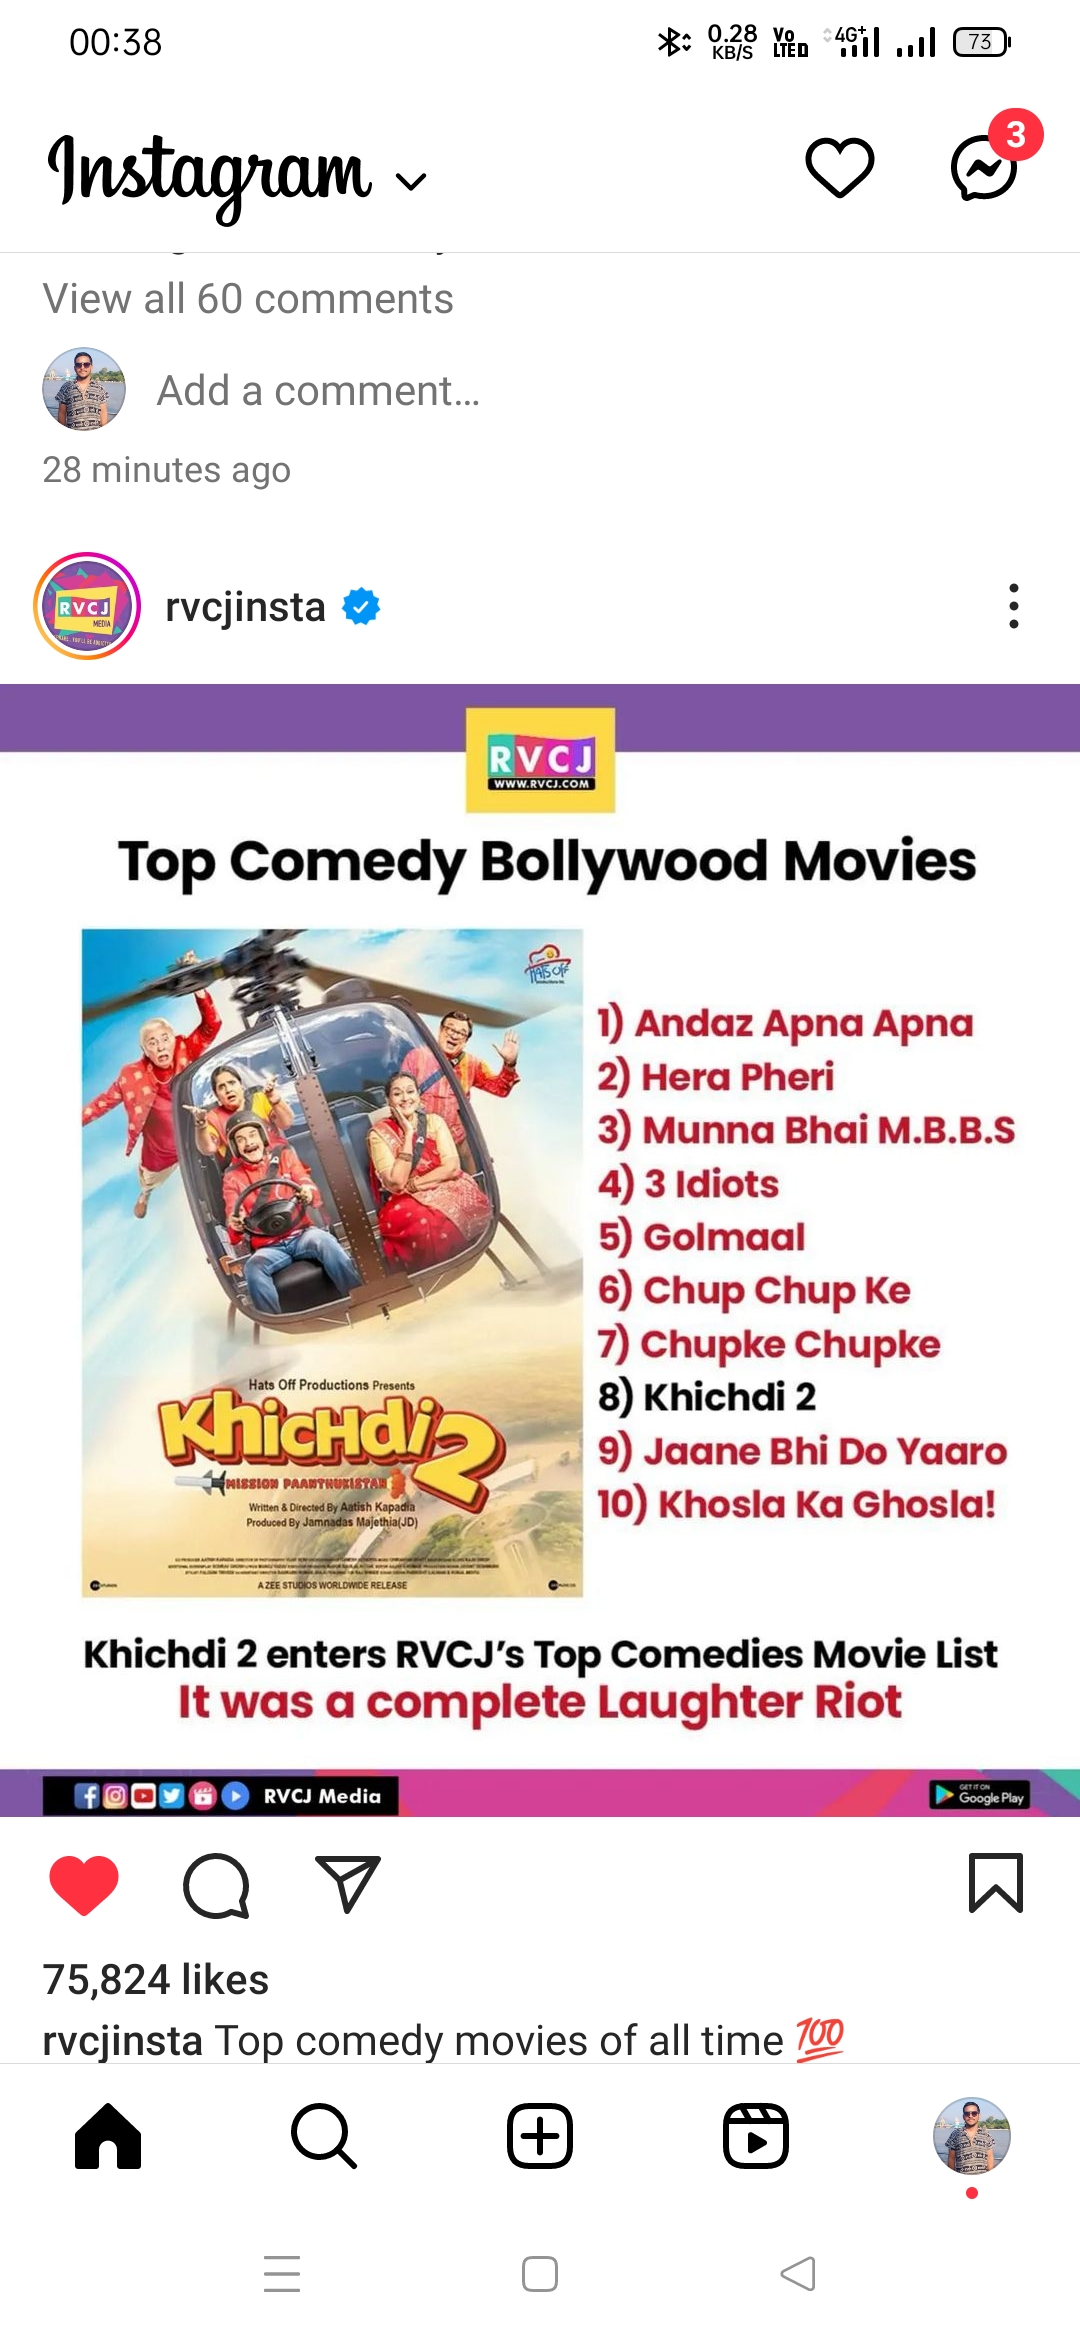 00:38
0.28 KB/S
Vo LTE
4G+
73
Instagram
3
View all 60 comments
Add a comment...
28 minutes ago
RVCJ
MEDIA
rvcjinsta
RVCJ
WWW.RVCJ.COM
Top Comedy Bollywood Movies
HATS OFF
1) Andaz Apna Apna
2) Hera Pheri
3) Munna Bhai M.B.B.S
4) 3 Idiots
5) Golmaal
6) Chup Chup Ke
7) Chupke Chupke
8) Khichdi 2
9) Jaane Bhi Do Yaaro
10) Khosla Ka Ghosla!
Hats Off Productions Presents
KHICHDI 2
MISSION PAANTHUKISTAN
Written & Directed By Aatish Kapadia
Produced By Jamnadas Majethia(JD)
A ZEE STUDIOS WORLDWIDE RELEASE
Khichdi 2 enters RVCJ's Top Comedies Movie List
It was a complete Laughter Riot
RVCJ Media
GET IT ON
Google Play
75,824 likes
rvcjinsta Top comedy movies of all time 💯